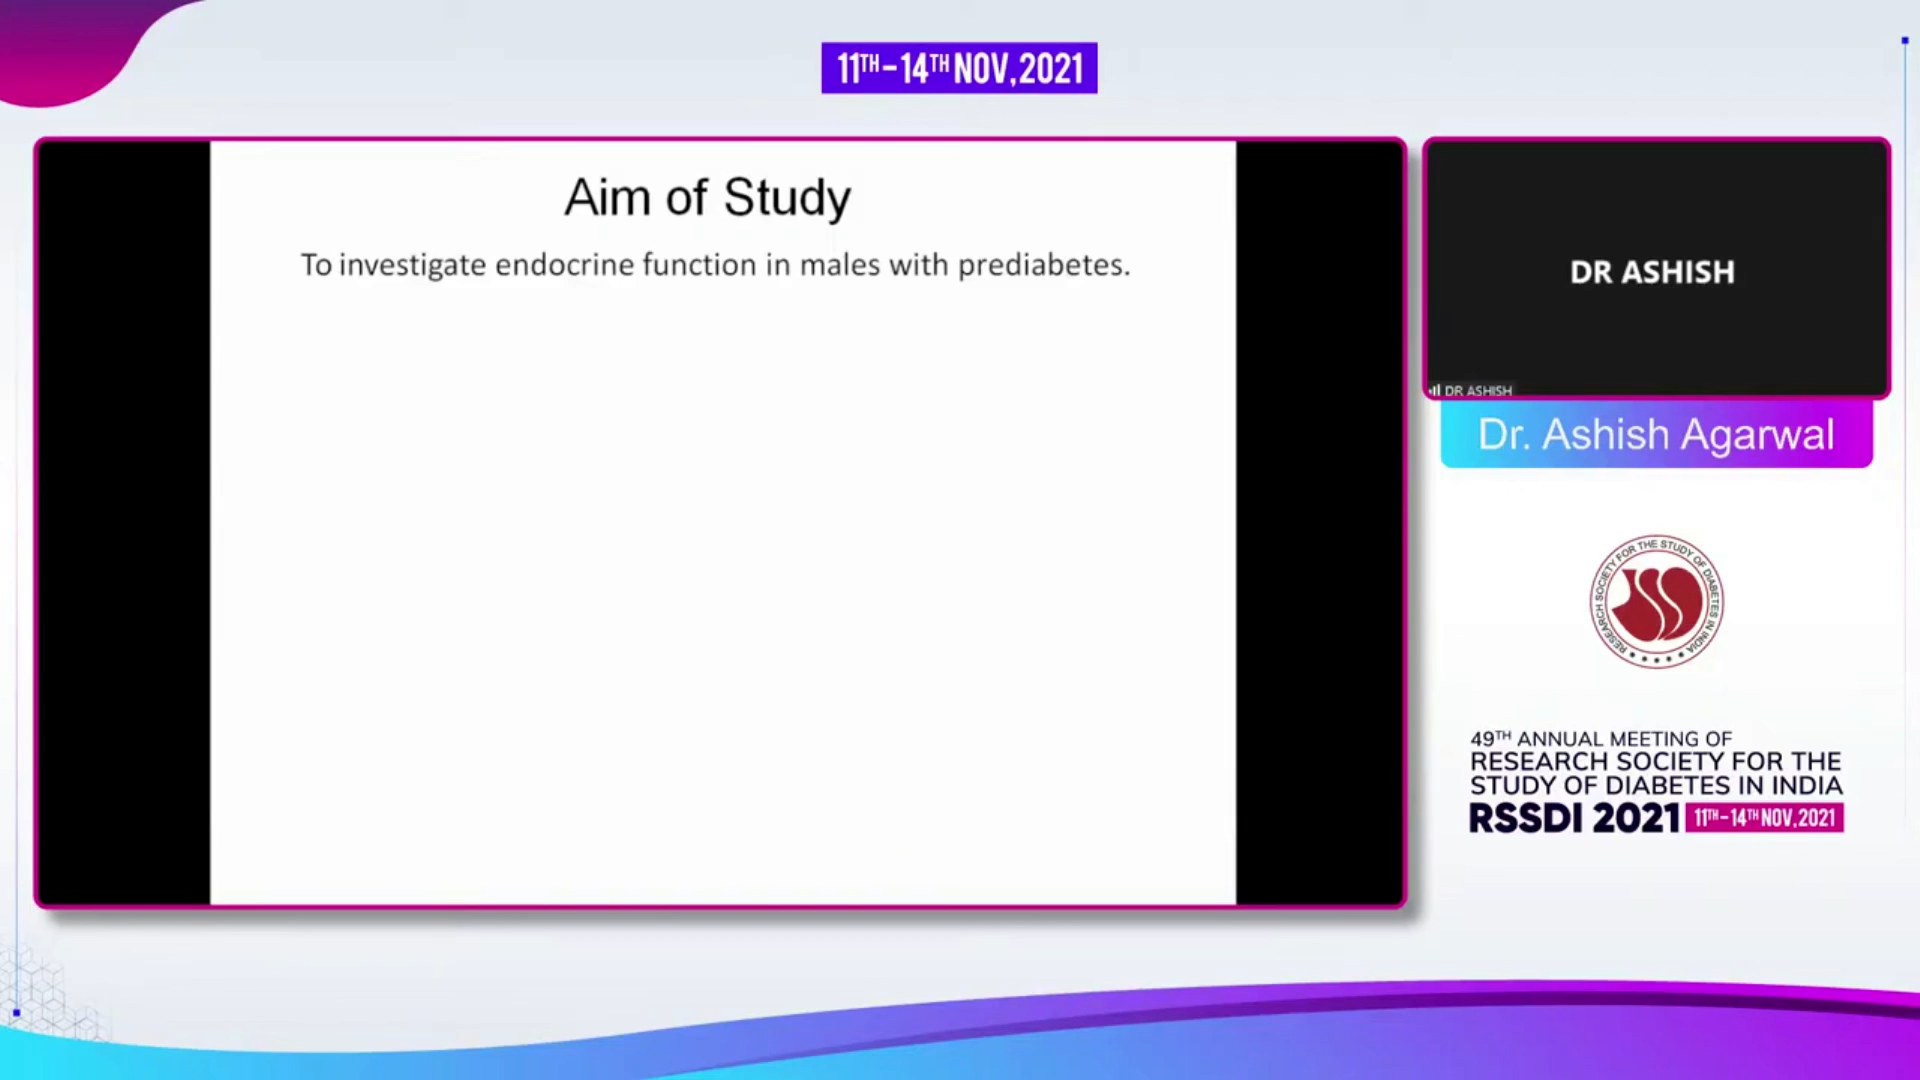 11TH-14TH NOV, 2021
Aim of Study
To investigate endocrine function in males with prediabetes.
DR ASHISH
DR ASHISH
Dr. Ashish Agarwal
RESEARCH SOCIETY FOR THE STUDY OF DIABETES IN INDIA
49TH ANNUAL MEETING OF
RESEARCH SOCIETY FOR THE
STUDY OF DIABETES IN INDIA
RSSDI 2021 11TH-14TH NOV, 2021